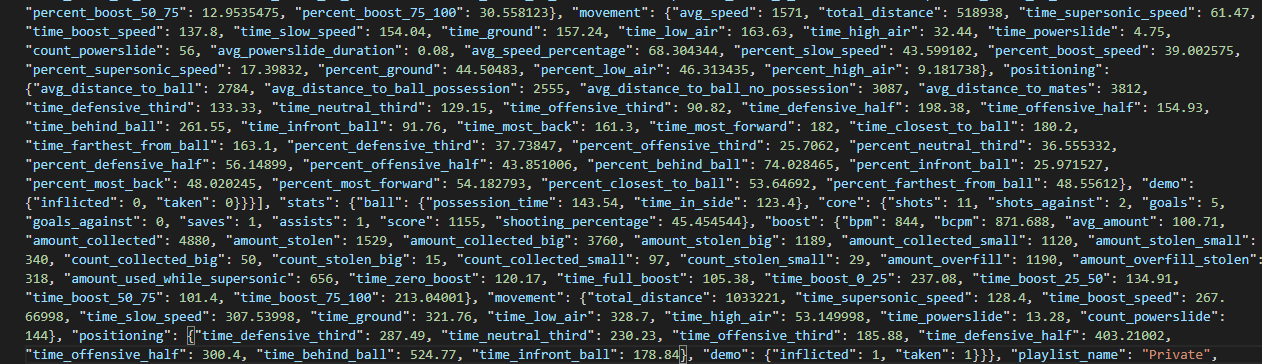 "percent_boost_50_75": 12.9535475, "percent_boost_75_100": 30.558123}, "movement": {"avg_speed": 1571, "total_distance": 518938, "time_supersonic_speed": 61.47,
"time_boost_speed": 137.8, "time_slow_speed": 154.04, "time_ground": 157.24, "time_low_air": 163.63, "time_high_air": 32.44, "time_powerslide": 4.75,
"count_powerslide": 56, "avg_powerslide_duration": 0.08, "avg_speed_percentage": 68.304344, "percent_slow_speed": 43.599102, "percent_boost_speed": 39.002575,
"percent_supersonic_speed": 17.39832, "percent_ground": 44.50483, "percent_low_air": 46.313435, "percent_high_air": 9.181738}, "positioning":
{"avg_distance_to_ball": 2784, "avg_distance_to_ball_possession": 2555, "avg_distance_to_ball_no_possession": 3087, "avg_distance_to_mates": 3812,
"time_defensive_third": 133.33, "time_neutral_third": 129.15, "time_offensive_third": 90.82, "time_defensive_half": 198.38, "time_offensive_half": 154.93,
"time_behind_ball": 261.55, "time_infront_ball": 91.76, "time_most_back": 161.3, "time_most_forward": 182, "time_closest_to_ball": 180.2,
"time_farthest_from_ball": 163.1, "percent_defensive_third": 37.73847, "percent_offensive_third": 25.7062, "percent_neutral_third": 36.555332,
"percent_defensive_half": 56.14899, "percent_offensive_half": 43.851006, "percent_behind_ball": 74.028465, "percent_infront_ball": 25.971527,
"percent_most_back": 48.020245, "percent_most_forward": 54.182793, "percent_closest_to_ball": 53.64692, "percent_farthest_from_ball": 48.55612}, "demo":
{"inflicted": 0, "taken": 0}}}], "stats": {"ball": {"possession_time": 143.54, "time_in_side": 123.4}, "core": {"shots": 11, "shots_against": 2, "goals": 5,
"goals_against": 0, "saves": 1, "assists": 1, "score": 1155, "shooting_percentage": 45.454544}, "boost": {"bpm": 844, "bcpm": 871.688, "avg_amount": 100.71,
"amount_collected": 4880, "amount_stolen": 1529, "amount_collected_big": 3760, "amount_stolen_big": 1189, "amount_collected_small": 1120, "amount_stolen_small":
340, "count_collected_big": 50, "count_stolen_big": 15, "count_collected_small": 97, "count_stolen_small": 29, "amount_overfill": 1190, "amount_overfill_stolen":
318, "amount_used_while_supersonic": 656, "time_zero_boost": 120.17, "time_full_boost": 105.38, "time_boost_0_25": 237.08, "time_boost_25_50": 134.91,
"time_boost_50_75": 101.4, "time_boost_75_100": 213.04001}, "movement": {"total_distance": 1033221, "time_supersonic_speed": 128.4, "time_boost_speed": 267.
66998, "time_slow_speed": 307.53998, "time_ground": 321.76, "time_low_air": 328.7, "time_high_air": 53.149998, "time_powerslide": 13.28, "count_powerslide":
144}, "positioning": {"time_defensive_third": 287.49, "time_neutral_third": 230.23, "time_offensive_third": 185.88, "time_defensive_half": 403.21002,
"time_offensive_half": 300.4, "time_behind_ball": 524.77, "time_infront_ball": 178.84}, "demo": {"inflicted": 1, "taken": 1}}}, "playlist_name": "Private",